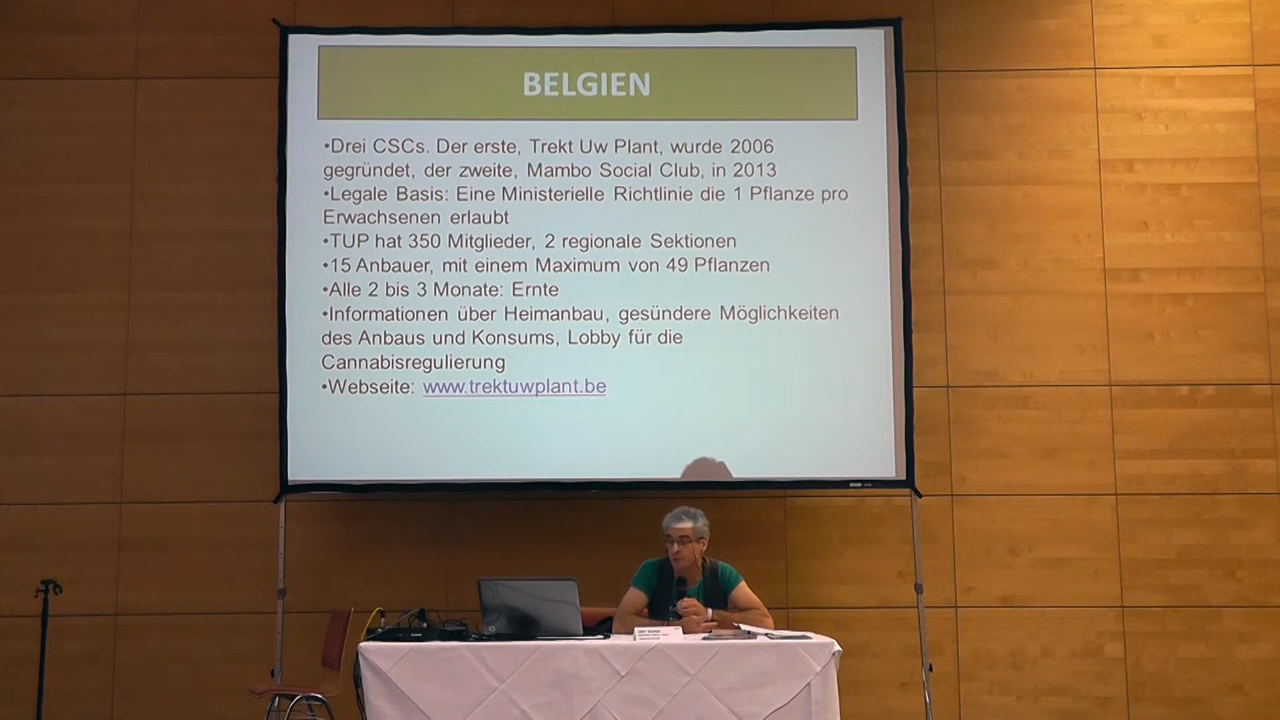 BELGIEN
•Drei CSCs. Der erste, Trekt Uw Plant, wurde 2006
gegründet, der zweite, Mambo Social Club, in 2013
•Legale Basis: Eine Ministerielle Richtlinie die 1 Pflanze pro
Erwachsenen erlaubt
•TUP hat 350 Mitglieder, 2 regionale Sektionen
•15 Anbauer, mit einem Maximum von 49 Pflanzen
•Alle 2 bis 3 Monate: Ernte
•Informationen über Heimanbau, gesündere Möglichkeiten
des Anbaus und Konsums, Lobby für die
Cannabisregulierung
•Webseite: www.trektuwplant.be